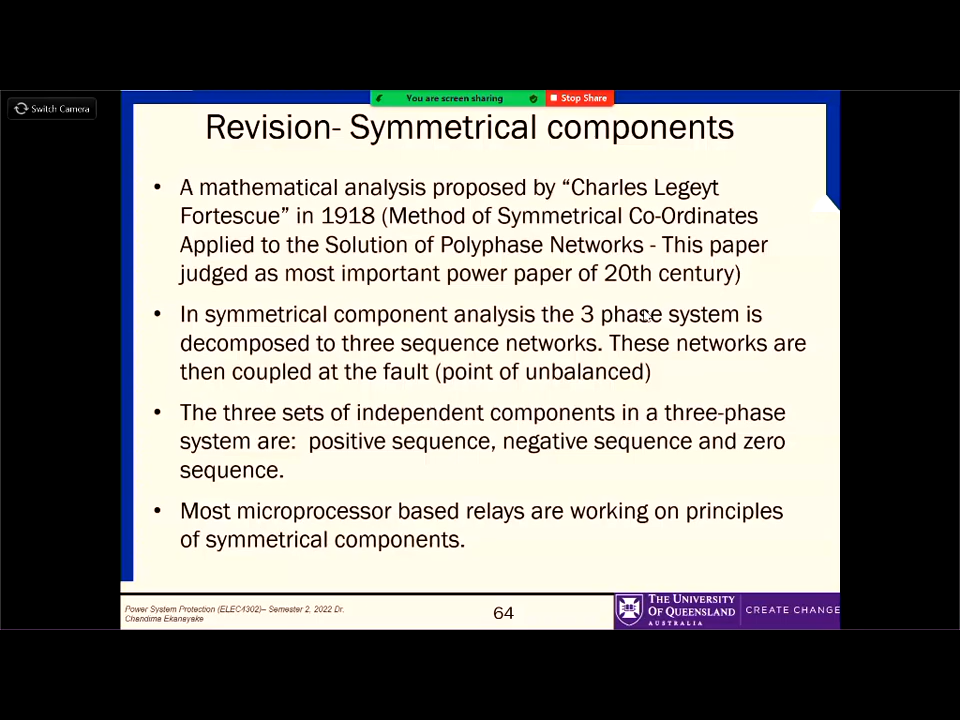 Switch Camera
You are screen sharing
Stop Share
Revision- Symmetrical components
• A mathematical analysis proposed by “Charles Legeyt
Fortescue” in 1918 (Method of Symmetrical Co-Ordinates
Applied to the Solution of Polyphase Networks - This paper
judged as most important power paper of 20th century)
• In symmetrical component analysis the 3 phase system is
decomposed to three sequence networks. These networks are
then coupled at the fault (point of unbalanced)
• The three sets of independent components in a three-phase
system are: positive sequence, negative sequence and zero
sequence.
• Most microprocessor based relays are working on principles
of symmetrical components.
Power System Protection (ELEC4302)– Semester 2, 2022 Dr.
Chandima Ekanayake
64
THE UNIVERSITY
OF QUEENSLAND
AUSTRALIA
CREATE CHANGE